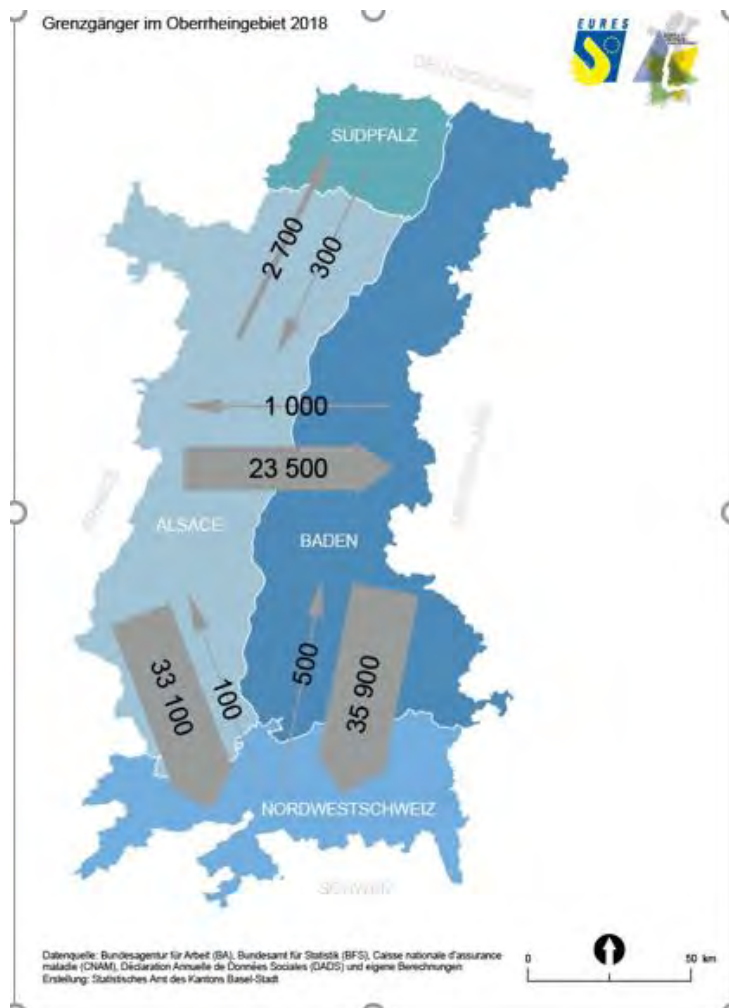 Grenzgänger im Oberrheingebiet 2018
EURES
DEUTSCHLAND
SÜDPFALZ
2 700
300
1 000
23 500
ALSACE
BADEN
33 100
100
500
35 900
NORDWESTSCHWEIZ
SCHWEIZ
Datenquelle: Bundesagentur für Arbeit (BA), Bundesamt für Statistik (BFS), Caisse nationale d'assurance
maladie (CNAM), Déclaration Annuelle de Données Sociales (DADS) und eigene Berechnungen
Erstellung: Statistisches Amt des Kantons Basel-Stadt
0 50 km